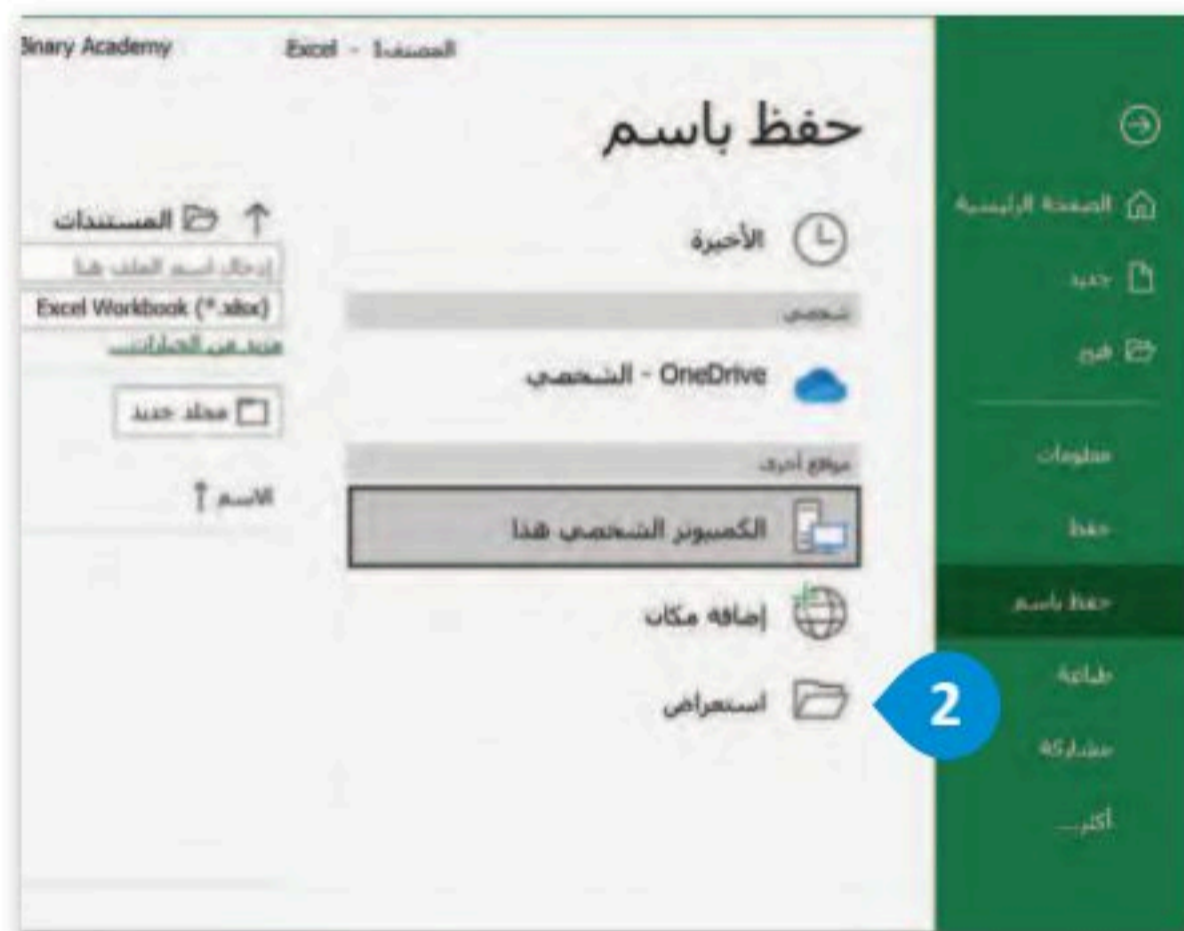 المصنف1 - Excel
Binary Academy
حفظ باسم
الصفحة الرئيسية
جديد
فتح
معلومات
حفظ
حفظ باسم
طباعة
مشاركة
أكثر...
الأخيرة
شخصي
OneDrive - الشخصي
مواقع أخرى
الكمبيوتر الشخصي هذا
إضافة مكان
استعراض
2
المستندات
إدخال اسم الملف هنا
Excel Workbook (*.xlsx)
مزيد من الخيارات...
مجلد جديد
الاسم ↑